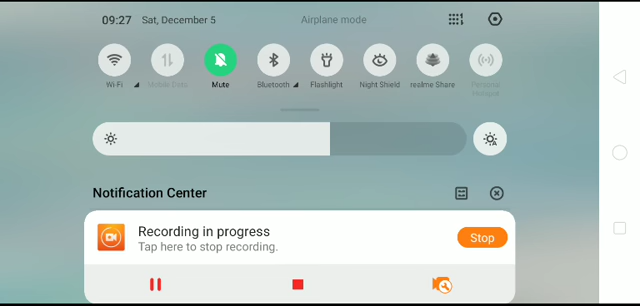 09:27 Sat, December 5 Airplane mode
Wi-Fi Mobile Data Mute Bluetooth Flashlight Night Shield realme Share Personal Hotspot
Notification Center
Recording in progress
Tap here to stop recording.
Stop